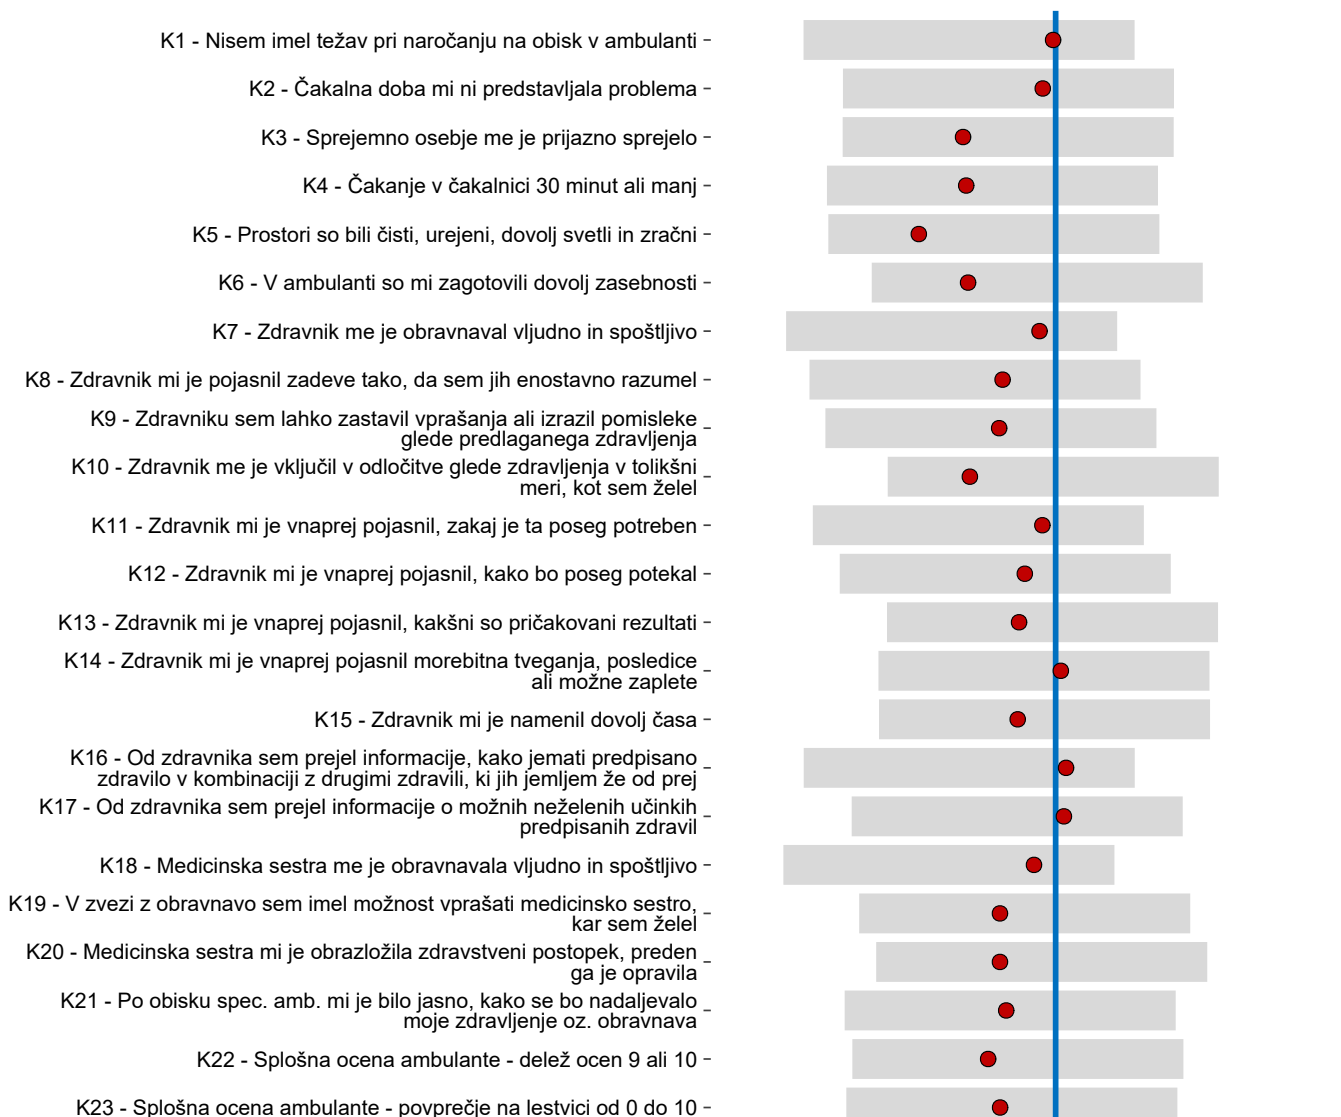 K1 - Nisem imel težav pri naročanju na obisk v ambulanti
K2 - Čakalna doba mi ni predstavljala problema
K3 - Sprejemno osebje me je prijazno sprejelo
K4 - Čakanje v čakalnici 30 minut ali manj
K5 - Prostori so bili čisti, urejeni, dovolj svetli in zračni
K6 - V ambulanti so mi zagotovili dovolj zasebnosti
K7 - Zdravnik me je obravnaval vljudno in spoštljivo
K8 - Zdravnik mi je pojasnil zadeve tako, da sem jih enostavno razumel
K9 - Zdravniku sem lahko zastavil vprašanja ali izrazil pomisleke
glede predlaganega zdravljenja
K10 - Zdravnik me je vključil v odločitve glede zdravljenja v tolikšni
meri, kot sem želel
K11 - Zdravnik mi je vnaprej pojasnil, zakaj je ta poseg potreben
K12 - Zdravnik mi je vnaprej pojasnil, kako bo poseg potekal
K13 - Zdravnik mi je vnaprej pojasnil, kakšni so pričakovani rezultati
K14 - Zdravnik mi je vnaprej pojasnil morebitna tveganja, posledice
ali možne zaplete
K15 - Zdravnik mi je namenil dovolj časa
K16 - Od zdravnika sem prejel informacije, kako jemati predpisano
zdravilo v kombinaciji z drugimi zdravili, ki jih jemljem že od prej
K17 - Od zdravnika sem prejel informacije o možnih neželenih učinkih
predpisanih zdravil
K18 - Medicinska sestra me je obravnavala vljudno in spoštljivo
K19 - V zvezi z obravnavo sem imel možnost vprašati medicinsko sestro,
kar sem želel
K20 - Medicinska sestra mi je obrazložila zdravstveni postopek, preden
ga je opravila
K21 - Po obisku spec. amb. mi je bilo jasno, kako se bo nadaljevalo
moje zdravljenje oz. obravnava
K22 - Splošna ocena ambulante - delež ocen 9 ali 10
K23 - Splošna ocena ambulante - povprečje na lestvici od 0 do 10